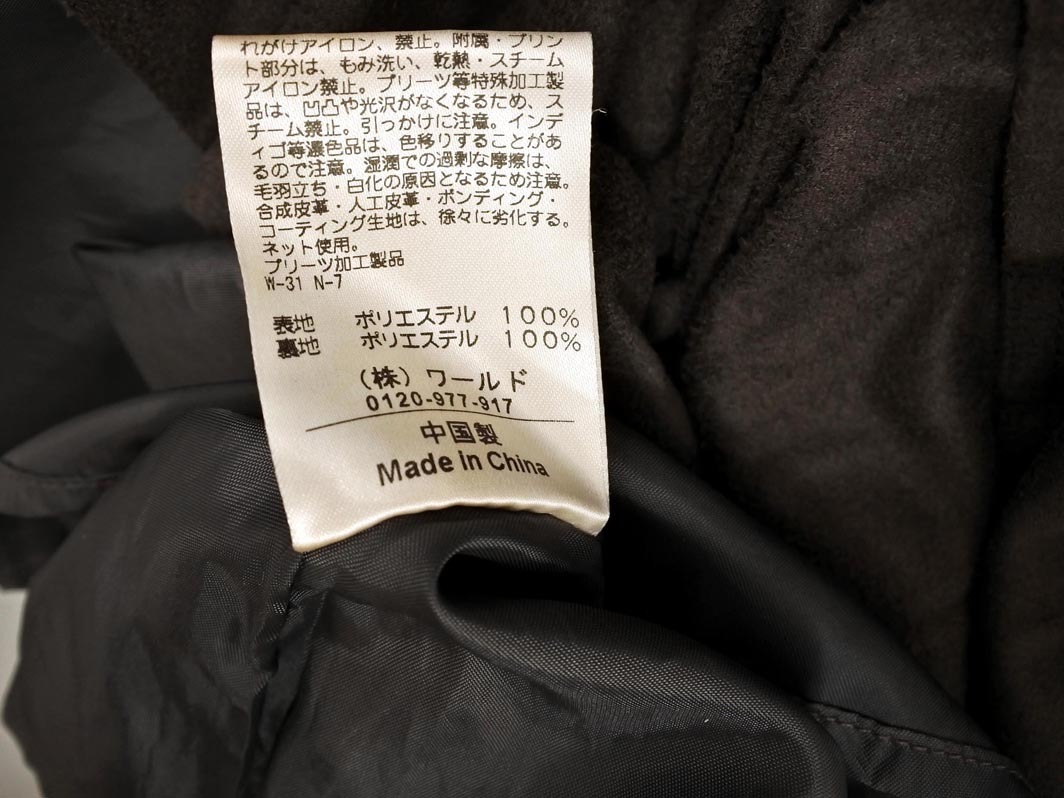 れがけアイロン、禁止。附属・プリン
ト部分は、もみ洗い、乾熱・スチーム
アイロン禁止。プリーツ等特殊加工製
品は、凹凸や光沢がなくなるため、ス
チーム禁止。引っかけに注意。インデ
ィゴ等濃色品は、色移りすることがあ
るので注意。湿潤での過剰な摩擦は、
毛羽立ち・白化の原因となるため注意。
合成皮革・人工皮革・ボンディング・
コーティング生地は、徐々に劣化する。
ネット使用。
プリーツ加工製品
W-31 N-7
表地 ポリエステル 100%
裏地 ポリエステル 100%
(株)ワールド
0120-977-917
中国製
Made in China